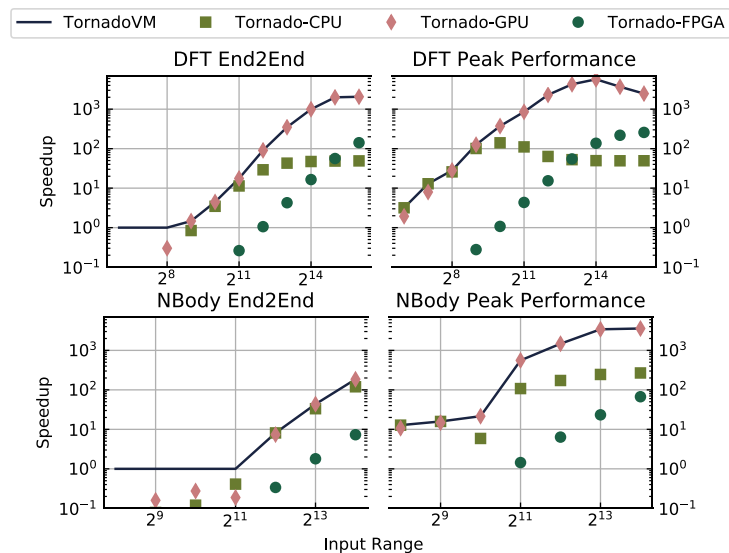 TornadoVM Tornado-CPU Tornado-GPU Tornado-FPGA
DFT End2End DFT Peak Performance
10³ 10³
10² 10²
10¹ 10¹
10⁰ 10⁰
10⁻¹ 10⁻¹
Speedup
2⁸ 2¹¹ 2¹⁴ 2⁸ 2¹¹ 2¹⁴
NBody End2End NBody Peak Performance
10³ 10³
10² 10²
10¹ 10¹
10⁰ 10⁰
10⁻¹ 10⁻¹
Speedup
2⁹ 2¹¹ 2¹³ 2⁹ 2¹¹ 2¹³
Input Range